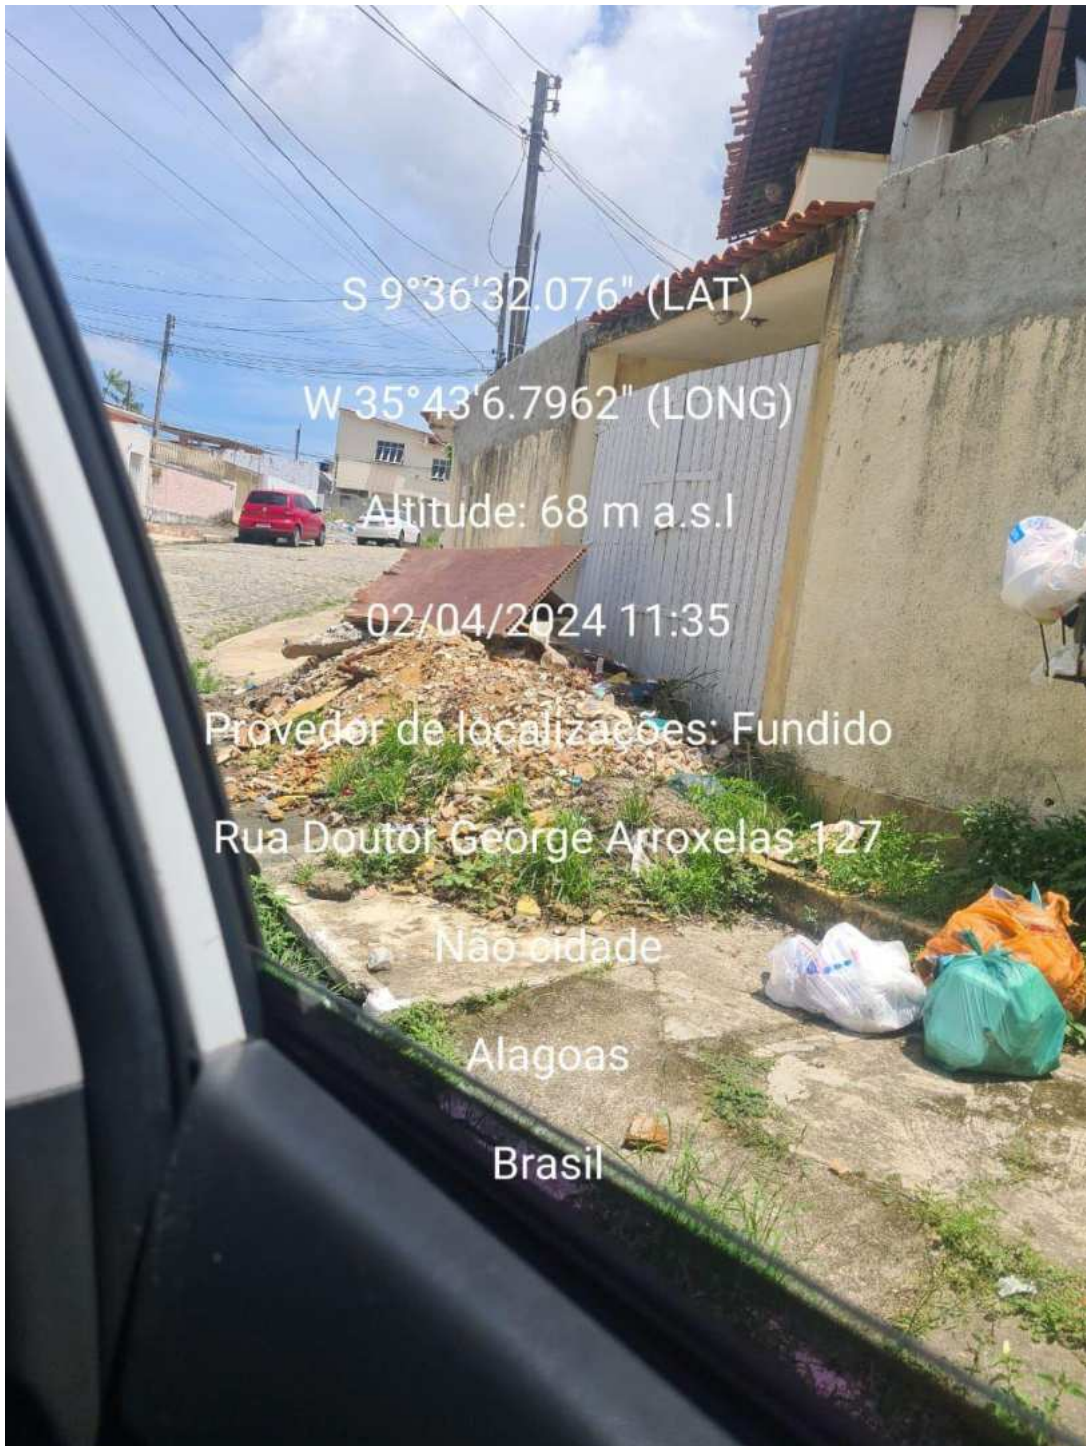 S 9°36'32.076" (LAT)
W 35°43'6.7962" (LONG)
Altitude: 68 m a.s.l
02/04/2024 11:35
Provedor de localizações: Fundido
Rua Doutor George Arroxelas 127
Não cidade
Alagoas
Brasil